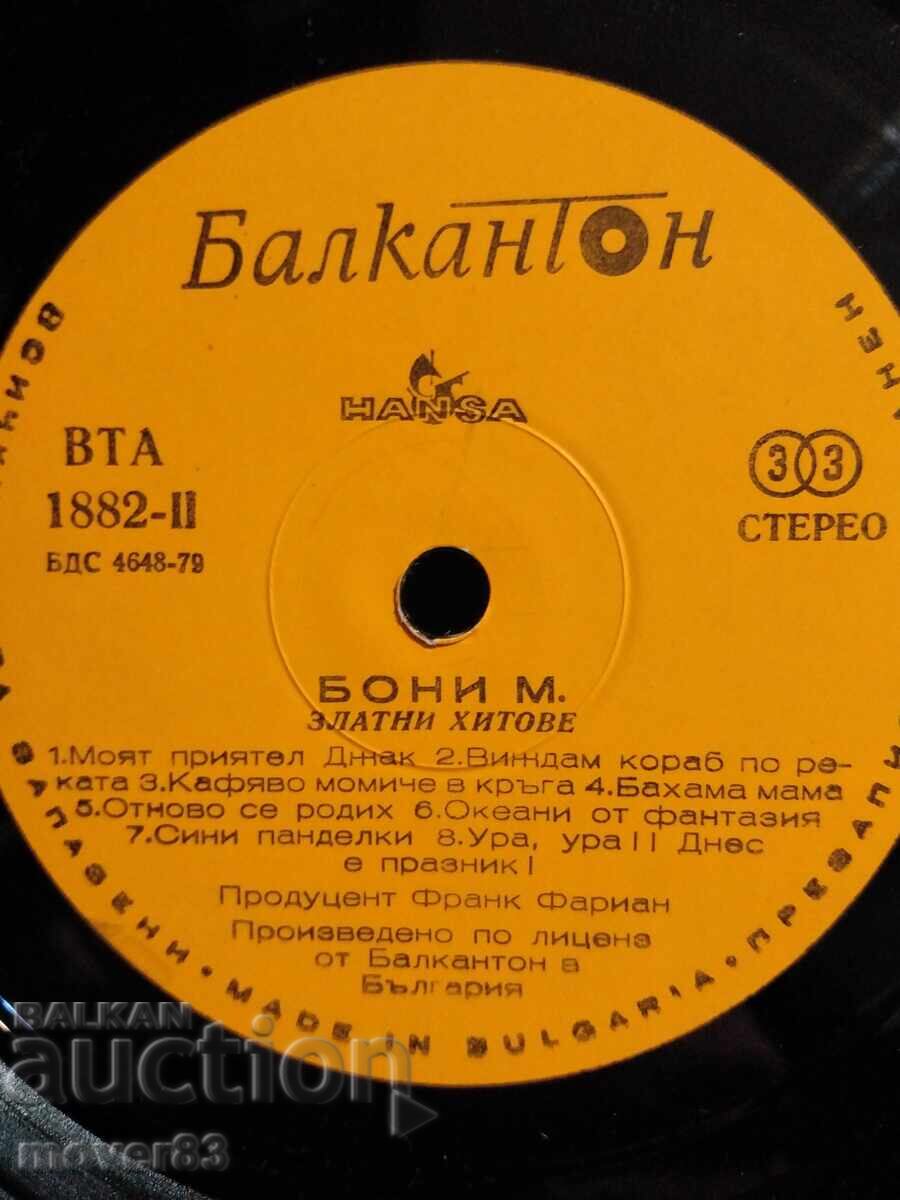 Балкантон
HANSA
ВТА
1882-II
БДС 4648-79
33
СТЕРЕО
БОНИ М.
ЗЛАТНИ ХИТОВЕ
1.Моят приятел Джак 2.Виждам кораб по ре-
ката 3.Кафяво момиче в кръга 4.Бахама мама
5.Отново се родих 6.Океани от фантазия
7.Сини панделки 8.Ура, ура!! Днес
е празник!
Продуцент Франк Фариан
Произведено по лиценз
от Балкантон в
България
ЗАПАЗЕНИ • MADE IN BULGARIA •
BALKAN
auction
mover83